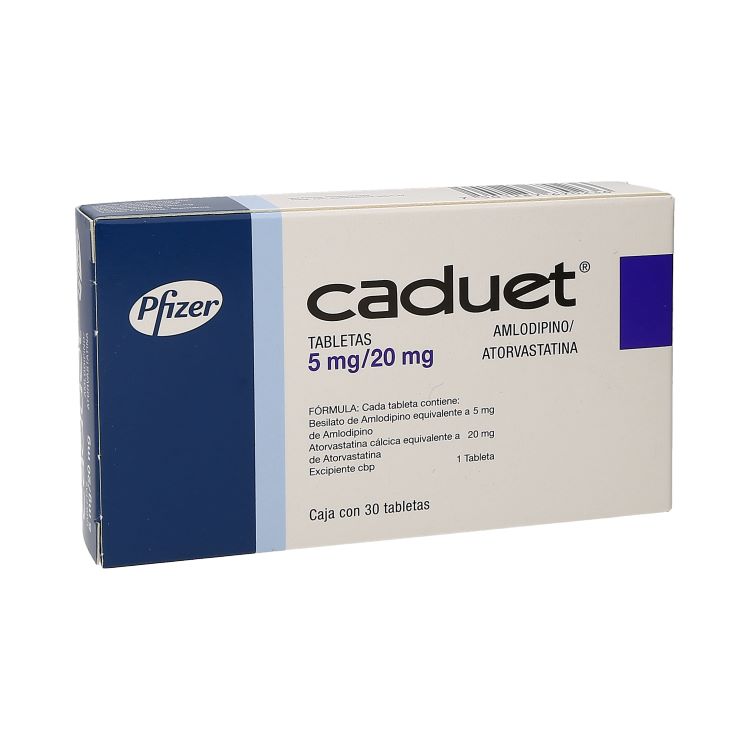 Pfizer
caduet®
TABLETAS
5 mg/20 mg
AMLODIPINO/
ATORVASTATINA
FÓRMULA: Cada tableta contiene:
Besilato de Amlodipino equivalente a 5 mg
de Amlodipino
Atorvastatina cálcica equivalente a 20 mg
de Atorvastatina
Excipiente cbp 1 Tableta
Caja con 30 tabletas